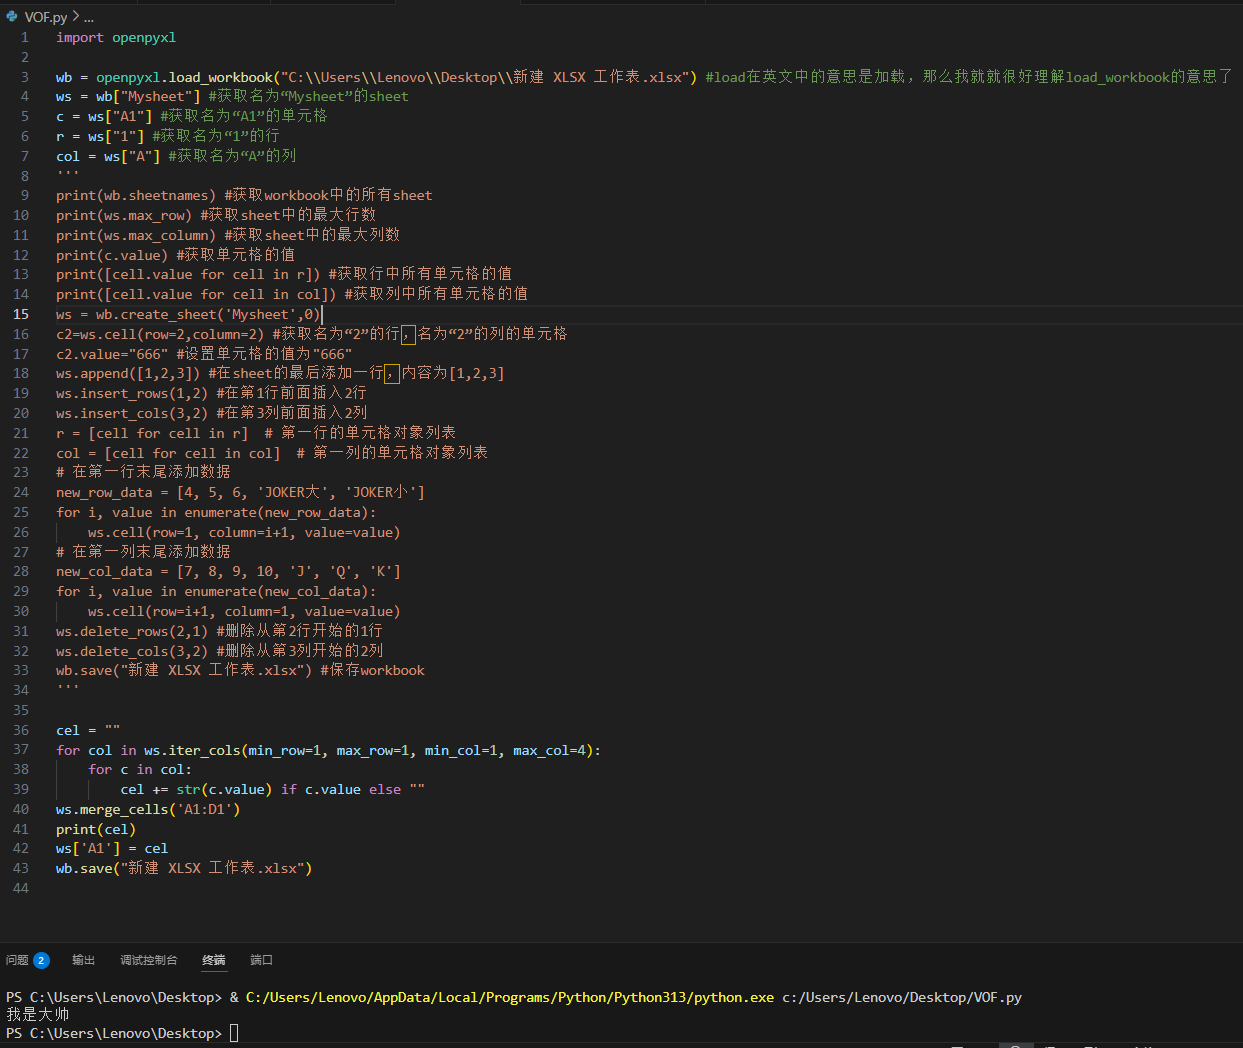 VOF.py > ...
1 import openpyxl
2
3 wb = openpyxl.load_workbook("C:\\Users\\Lenovo\\Desktop\\新建 XLSX 工作表.xlsx") #load在英文中的意思是加载，那么我就就很好理解load_workbook的意思了
4 ws = wb["Mysheet"] #获取名为“Mysheet”的sheet
5 c = ws["A1"] #获取名为“A1”的单元格
6 r = ws["1"] #获取名为“1”的行
7 col = ws["A"] #获取名为“A”的列
8 '''
9 print(wb.sheetnames) #获取workbook中的所有sheet
10 print(ws.max_row) #获取sheet中的最大行数
11 print(ws.max_column) #获取sheet中的最大列数
12 print(c.value) #获取单元格的值
13 print([cell.value for cell in r]) #获取行中所有单元格的值
14 print([cell.value for cell in col]) #获取列中所有单元格的值
15 ws = wb.create_sheet('Mysheet',0)
16 c2=ws.cell(row=2,column=2) #获取名为“2”的行，名为“2”的列的单元格
17 c2.value="666" #设置单元格的值为"666"
18 ws.append([1,2,3]) #在sheet的最后添加一行，内容为[1,2,3]
19 ws.insert_rows(1,2) #在第1行前面插入2行
20 ws.insert_cols(3,2) #在第3列前面插入2列
21 r = [cell for cell in r]  # 第一行的单元格对象列表
22 col = [cell for cell in col]  # 第一列的单元格对象列表
23 # 在第一行末尾添加数据
24 new_row_data = [4, 5, 6, 'JOKER大', 'JOKER小']
25 for i, value in enumerate(new_row_data):
26     ws.cell(row=1, column=i+1, value=value)
27 # 在第一列末尾添加数据
28 new_col_data = [7, 8, 9, 10, 'J', 'Q', 'K']
29 for i, value in enumerate(new_col_data):
30     ws.cell(row=i+1, column=1, value=value)
31 ws.delete_rows(2,1) #删除从第2行开始的1行
32 ws.delete_cols(3,2) #删除从第3列开始的2列
33 wb.save("新建 XLSX 工作表.xlsx") #保存workbook
34 '''
35
36 cel = ""
37 for col in ws.iter_cols(min_row=1, max_row=1, min_col=1, max_col=4):
38     for c in col:
39         cel += str(c.value) if c.value else ""
40 ws.merge_cells('A1:D1')
41 print(cel)
42 ws['A1'] = cel
43 wb.save("新建 XLSX 工作表.xlsx")
44
问题 2 输出 调试控制台 终端 端口
PS C:\Users\Lenovo\Desktop> & C:/Users/Lenovo/AppData/Local/Programs/Python/Python313/python.exe c:/Users/Lenovo/Desktop/VOF.py
我是大帅
PS C:\Users\Lenovo\Desktop>